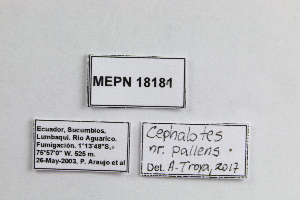 MEPN 18181
Ecuador, Sucumbios,
Lumbaqui. Rio Aguarico.
Fumigación. 1°13'48"S,-
76°57'0" W. 525 m.
26-May-2003. P. Araujo et al
Cephalotes
nr. pallens
Det. A. Troya, 2017